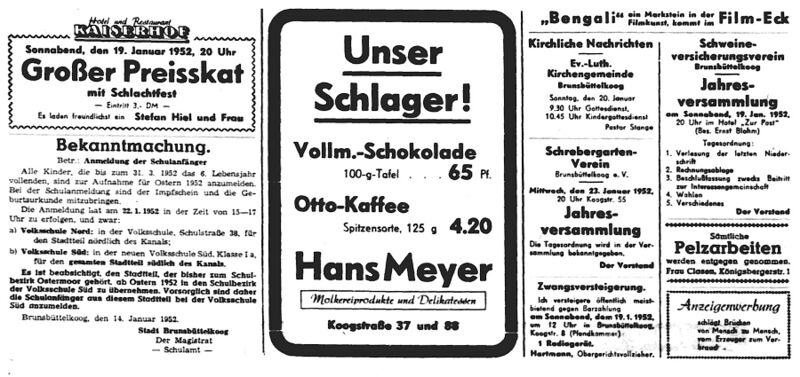 Hotel und Restaurant
KAISERHOF
Sonnabend, den 19. Januar 1952, 20 Uhr
Großer Preisskat
mit Schlachtfest
— Eintritt 3,- DM —
Es laden freundlichst ein Stefan Hiel und Frau
Bekanntmachung.
Betr.: Anmeldung der Schulanfänger
Alle Kinder, die bis zum 31. 3. 1952 das 6. Lebensjahr
vollenden, sind zur Aufnahme für Ostern 1952 anzumelden.
Bei der Schulanmeldung sind der Impfschein und die Ge-
burtsurkunde mitzubringen.
Die Anmeldung hat am 22. 1. 1952 in der Zeit von 15—17
Uhr zu erfolgen, und zwar:
a) Volksschule Nord: in der Volksschule, Schulstraße 38, für
den Stadtteil nördlich des Kanals;
b) Volksschule Süd: in der neuen Volksschule Süd, Klasse I a,
für den gesamten Stadtteil südlich des Kanals.
Es ist beabsichtigt, den Stadtteil, der bisher zum Schul-
bezirk Ostermoor gehört, ab Ostern 1952 in den Schulbezirk
der Volksschule Süd zu übernehmen. Vorsorglich sind daher
die Schulanfänger aus diesem Stadtteil bei der Volksschule
Süd anzumelden.
Brunsbüttelkoog, den 14. Januar 1952.
Stadt Brunsbüttelkoog
Der Magistrat
— Schulamt —
Unser
Schlager!
Vollm.-Schokolade
100-g-Tafel . . . 65 Pf.
Otto-Kaffee
Spitzensorte, 125 g 4.20
Hans Meyer
Molkereiprodukte und Delikatessen
Koogstraße 37 und 88
„Bengali“ ein Markstein in der
Filmkunst, kommt im Film-Eck
Kirchliche Nachrichten
Ev.-Luth.
Kirchengemeinde
Brunsbüttelkoog
Sonntag, den 20. Januar
9.30 Uhr Gottesdienst,
10.45 Uhr Kindergottesdienst
Pastor Stange
Schrebergarten-
Verein
Brunsbüttelkoog e. V.
Mittwoch, den 23. Januar 1952,
20 Uhr Koogstr. 55
Jahres-
versammlung
Die Tagesordnung wird in der Ver-
sammlung bekanntgegeben.
Der Vorstand
Zwangsversteigerung.
Ich versteigere öffentlich meist-
bietend gegen Barzahlung
am Sonnabend, dem 19. 1. 1952,
um 12 Uhr in Brunsbüttelkoog,
Koogstr. 8 (Pfandkammer)
1 Radiogerät.
Hartmann, Obergerichtsvollzieher.
Schweine-
versicherungsverein
Brunsbüttelkoog
Jahres-
versammlung
am Sonnabend, 19. Jan. 1952,
20 Uhr im Hotel „Zur Post“
(Bes. Ernst Blohm)
Tagesordnung:
1. Verlesung der letzten Nieder-
schrift
2. Rechnungsablage
3. Beschlußfassung zwecks Beitritt
zur Interessengemeinschaft
4. Wahlen
5. Verschiedenes
Der Vorstand
Sämtliche
Pelzarbeiten
werden entgegen genommen.
Frau Classen, Königsbergerstr. 1
Anzeigenwerbung
schlägt Brücken
von Mensch zu Mensch,
vom Erzeuger zum Ver-
braud